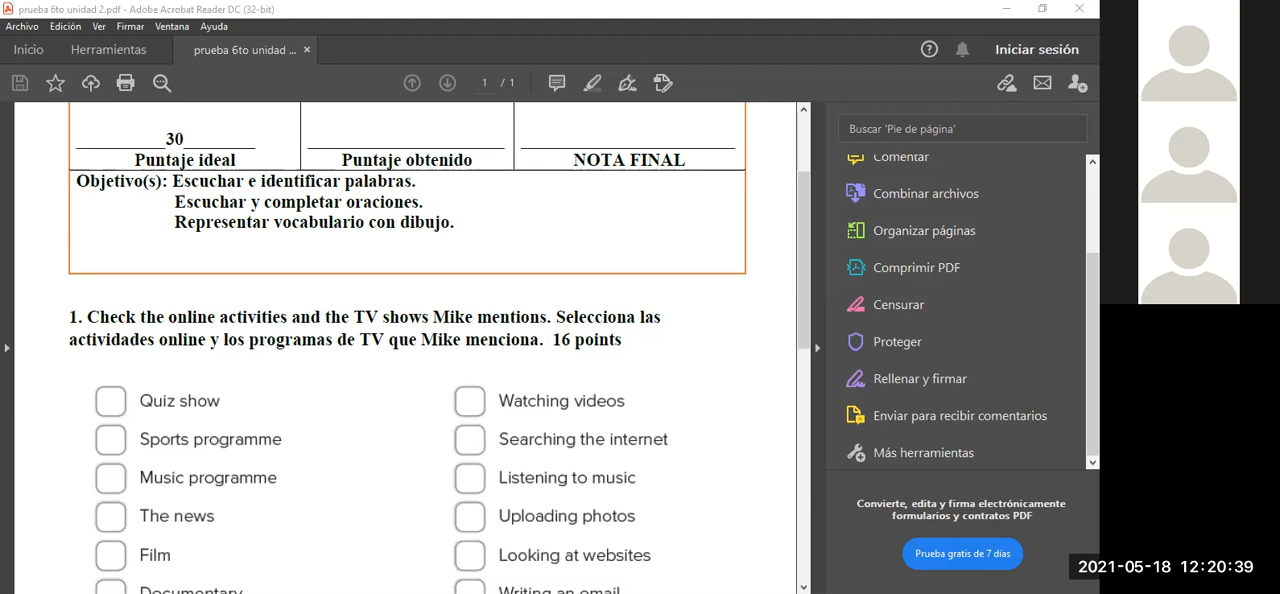 prueba 6to unidad 2.pdf - Adobe Acrobat Reader DC (32-bit)
Archivo Edición Ver Firmar Ventana Ayuda
Inicio Herramientas prueba 6to unidad ... × Iniciar sesión
1 / 1
30
Puntaje ideal Puntaje obtenido NOTA FINAL
Objetivo(s): Escuchar e identificar palabras.
Escuchar y completar oraciones.
Representar vocabulario con dibujo.
1. Check the online activities and the TV shows Mike mentions. Selecciona las
actividades online y los programas de TV que Mike menciona. 16 points
Quiz show Watching videos
Sports programme Searching the internet
Music programme Listening to music
The news Uploading photos
Film Looking at websites
Documentary Writing an email
Buscar 'Pie de página'
Comentar
Combinar archivos
Organizar páginas
Comprimir PDF
Censurar
Proteger
Rellenar y firmar
Enviar para recibir comentarios
Más herramientas
Convierte, edita y firma electrónicamente
formularios y contratos PDF
Prueba gratis de 7 días
2021-05-18 12:20:39